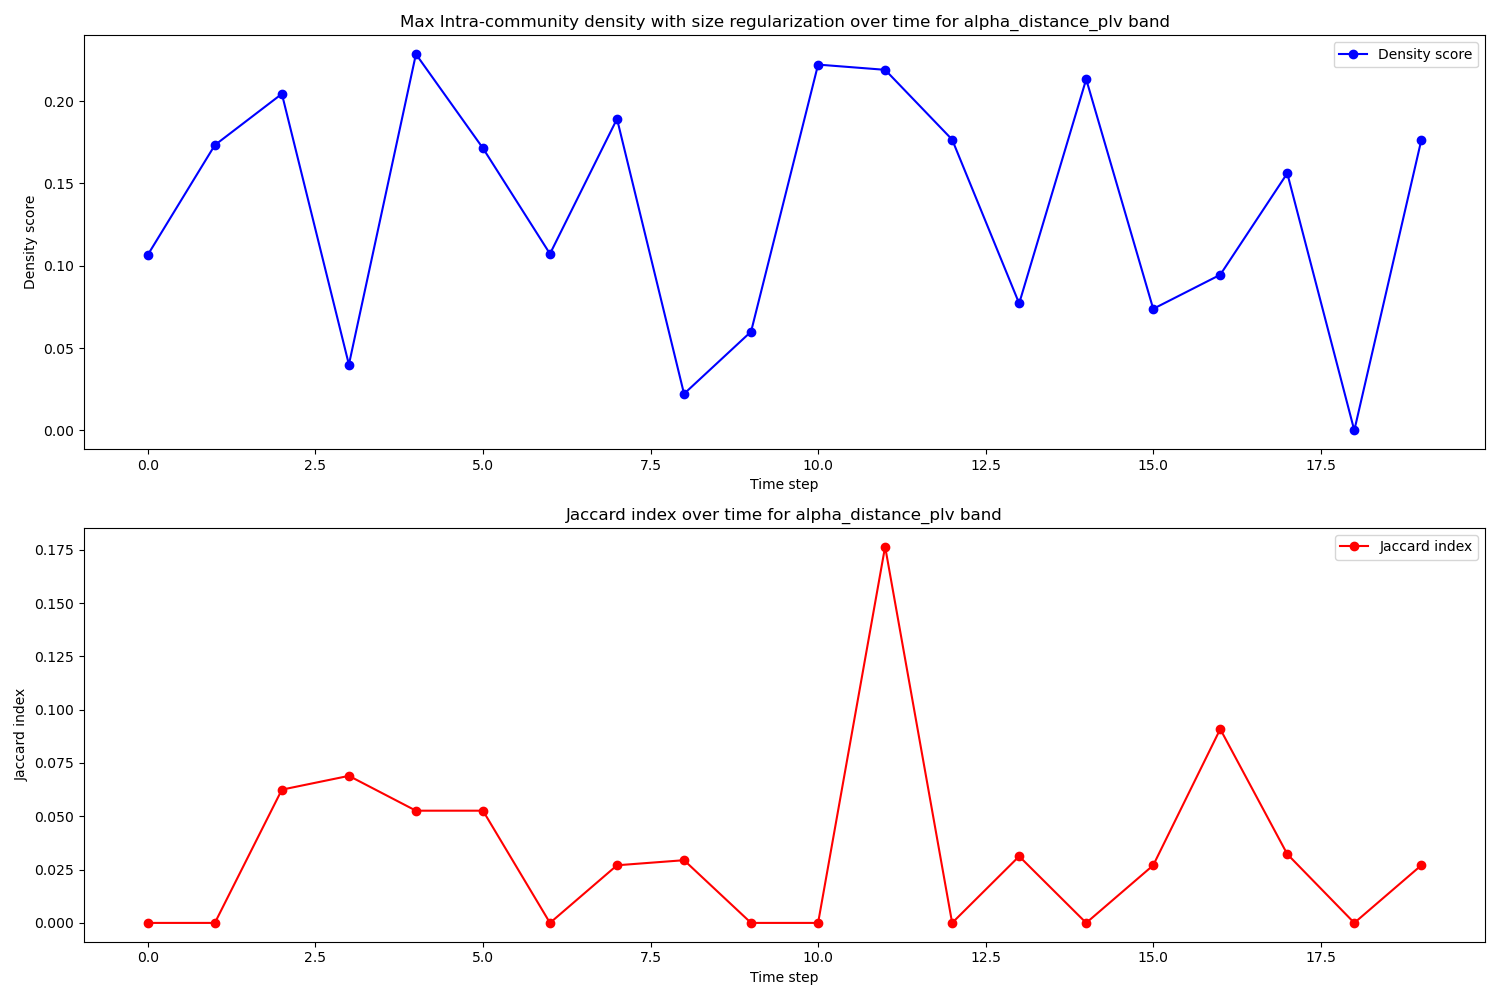 Max Intra-community density with size regularization over time for alpha_distance_plv band
Density score
0.20
0.15
0.10
0.05
0.00
Density score
0.0 2.5 5.0 7.5 10.0 12.5 15.0 17.5
Time step
Jaccard index over time for alpha_distance_plv band
Jaccard index
0.175
0.150
0.125
0.100
0.075
0.050
0.025
0.000
Jaccard index
0.0 2.5 5.0 7.5 10.0 12.5 15.0 17.5
Time step